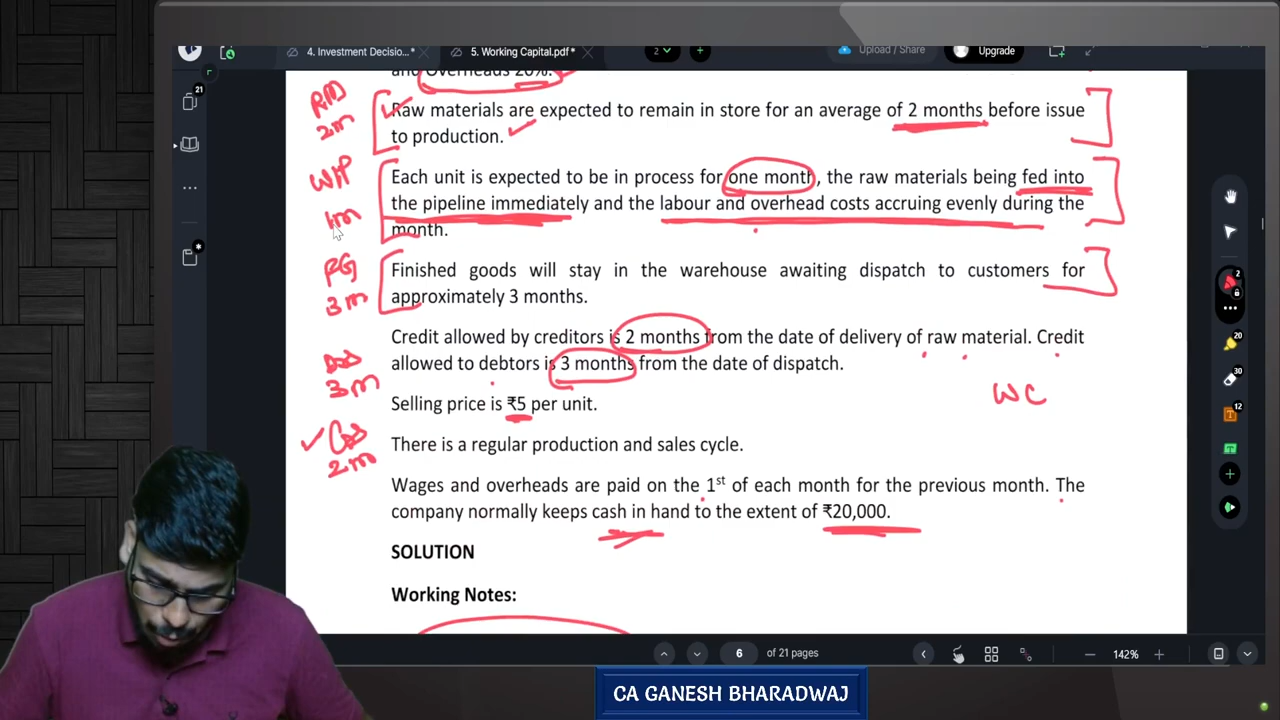 4. Investment Decisio...*
5. Working Capital.pdf*
2
Upload / Share
Upgrade
and Overheads 20%.
RM
2m
Raw materials are expected to remain in store for an average of 2 months before issue
to production.
WIP
1m
Each unit is expected to be in process for one month, the raw materials being fed into
the pipeline immediately and the labour and overhead costs accruing evenly during the
month.
FG
3m
Finished goods will stay in the warehouse awaiting dispatch to customers for
approximately 3 months.
Credit allowed by creditors is 2 months from the date of delivery of raw material. Credit
allowed to debtors is 3 months from the date of dispatch.
3m
WC
Selling price is ₹5 per unit.
2m
There is a regular production and sales cycle.
Wages and overheads are paid on the 1st of each month for the previous month. The
company normally keeps cash in hand to the extent of ₹20,000.
SOLUTION
Working Notes:
6 of 21 pages
142%
21
2
20
30
12
CA GANESH BHARADWAJ